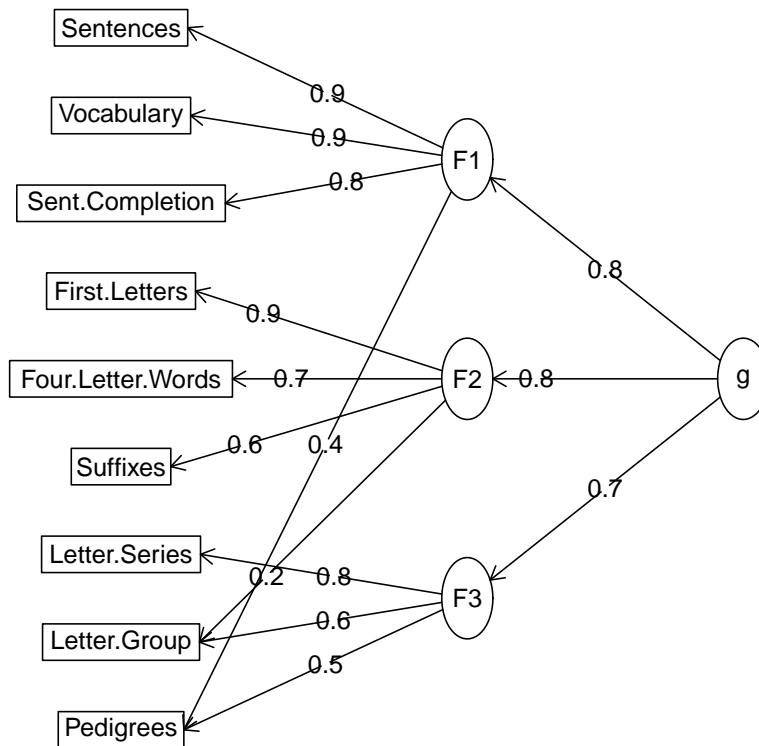 Sentences
0.9
Vocabulary
0.9
F1
Sent.Completion
0.8
0.8
First.Letters
0.9
Four.Letter.Words
0.7
F2
0.8
g
Suffixes
0.6
0.4
0.7
Letter.Series
0.2
0.8
F3
Letter.Group
0.6
0.5
Pedigrees